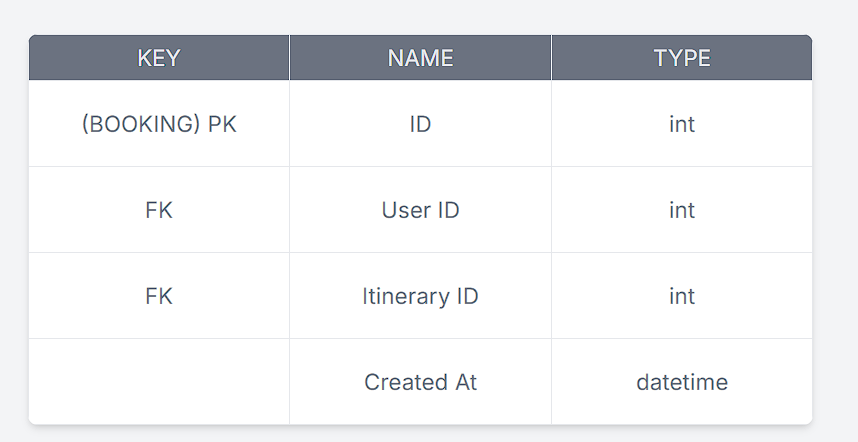 KEY NAME TYPE
(BOOKING) PK ID int
FK User ID int
FK Itinerary ID int
Created At datetime